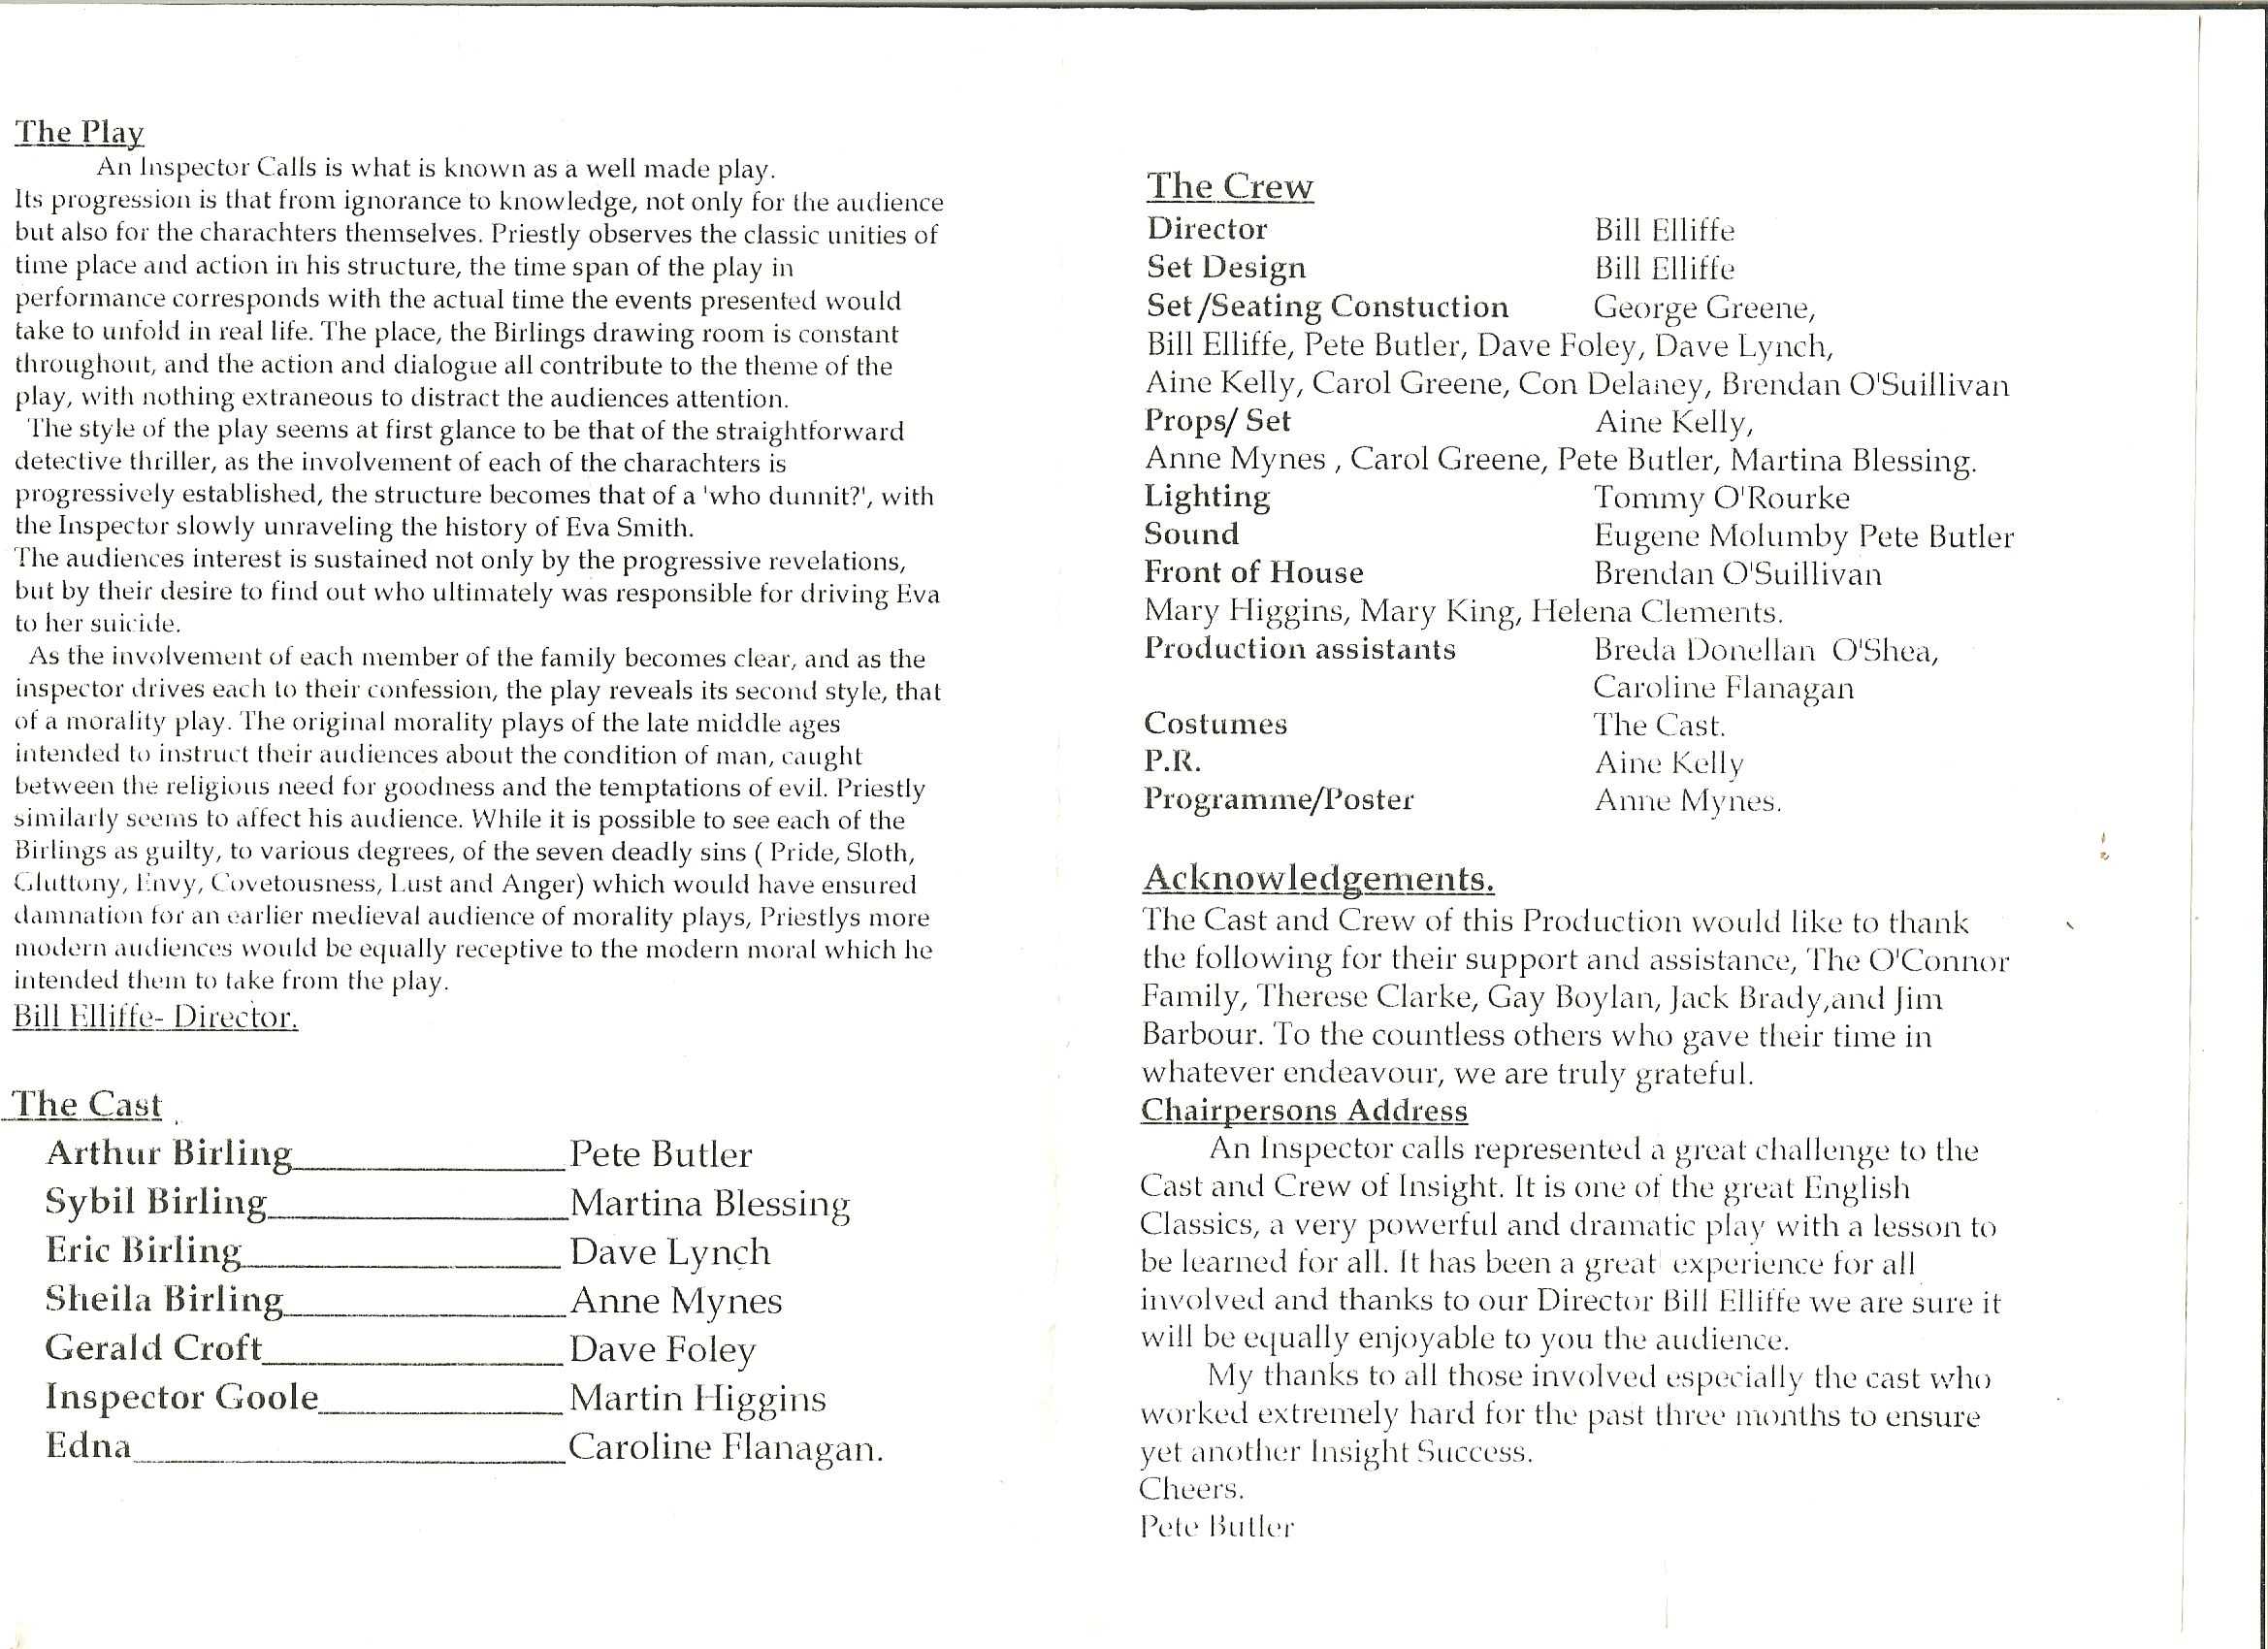 The Play
An Inspector Calls is what is known as a well made play.
Its progression is that from ignorance to knowledge, not only for the audience
but also for the charachters themselves. Priestly observes the classic unities of
time place and action in his structure, the time span of the play in
performance corresponds with the actual time the events presented would
take to unfold in real life. The place, the Birlings drawing room is constant
throughout, and the action and dialogue all contribute to the theme of the
play, with nothing extraneous to distract the audiences attention.
The style of the play seems at first glance to be that of the straightforward
detective thriller, as the involvement of each of the charachters is
progressively established, the structure becomes that of a 'who dunnit?', with
the Inspector slowly unraveling the history of Eva Smith.
The audiences interest is sustained not only by the progressive revelations,
but by their desire to find out who ultimately was responsible for driving Eva
to her suicide.
As the involvement of each member of the family becomes clear, and as the
inspector drives each to their confession, the play reveals its second style, that
of a morality play. The original morality plays of the late middle ages
intended to instruct their audiences about the condition of man, caught
between the religious need for goodness and the temptations of evil. Priestly
similarly seems to affect his audience. While it is possible to see each of the
Birlings as guilty, to various degrees, of the seven deadly sins ( Pride, Sloth,
Gluttony, Envy, Covetousness, Lust and Anger) which would have ensured
damnation for an earlier medieval audience of morality plays, Priestlys more
modern audiences would be equally receptive to the modern moral which he
intended them to take from the play.
Bill Elliffe- Director.
The Cast
Arthur Birling______________Pete Butler
Sybil Birling________________Martina Blessing
Eric Birling_________________Dave Lynch
Sheila Birling_______________Anne Mynes
Gerald Croft________________Dave Foley
Inspector Goole_____________Martin Higgins
Edna_______________________Caroline Flanagan.
The Crew
Director Bill Elliffe
Set Design Bill Elliffe
Set /Seating Constuction George Greene,
Bill Elliffe, Pete Butler, Dave Foley, Dave Lynch,
Aine Kelly, Carol Greene, Con Delaney, Brendan O'Suillivan
Props/ Set Aine Kelly,
Anne Mynes , Carol Greene, Pete Butler, Martina Blessing.
Lighting Tommy O'Rourke
Sound Eugene Molumby Pete Butler
Front of House Brendan O'Suillivan
Mary Higgins, Mary King, Helena Clements.
Production assistants Breda Donellan O'Shea,
Caroline Flanagan
Costumes The Cast.
P.R. Aine Kelly
Programme/Poster Anne Mynes.
Acknowledgements.
The Cast and Crew of this Production would like to thank
the following for their support and assistance, The O'Connor
Family, Therese Clarke, Gay Boylan, Jack Brady,and Jim
Barbour. To the countless others who gave their time in
whatever endeavour, we are truly grateful.
Chairpersons Address
An Inspector calls represented a great challenge to the
Cast and Crew of Insight. It is one of the great English
Classics, a very powerful and dramatic play with a lesson to
be learned for all. It has been a great experience for all
involved and thanks to our Director Bill Elliffe we are sure it
will be equally enjoyable to you the audience.
My thanks to all those involved especially the cast who
worked extremely hard for the past three months to ensure
yet another Insight Success.
Cheers.
Pete Butler